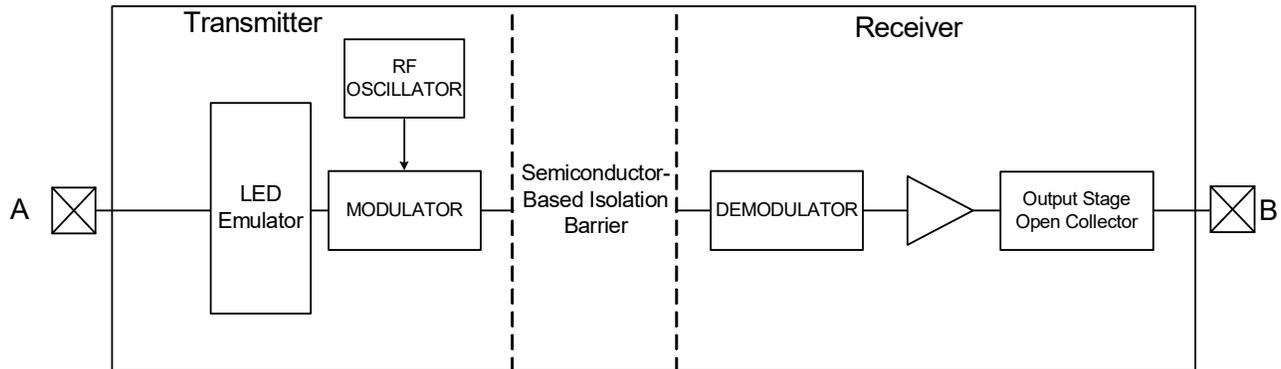 Transmitter
Receiver
RF
OSCILLATOR
A
LED
Emulator
MODULATOR
Semiconductor-
Based Isolation
Barrier
DEMODULATOR
Output Stage
Open Collector
B